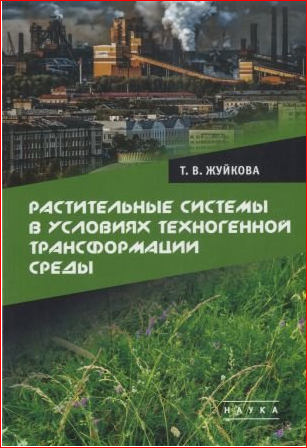 Т. В. ЖУЙКОВА
РАСТИТЕЛЬНЫЕ СИСТЕМЫ
В УСЛОВИЯХ ТЕХНОГЕННОЙ
ТРАНСФОРМАЦИИ
СРЕДЫ
НАУКА